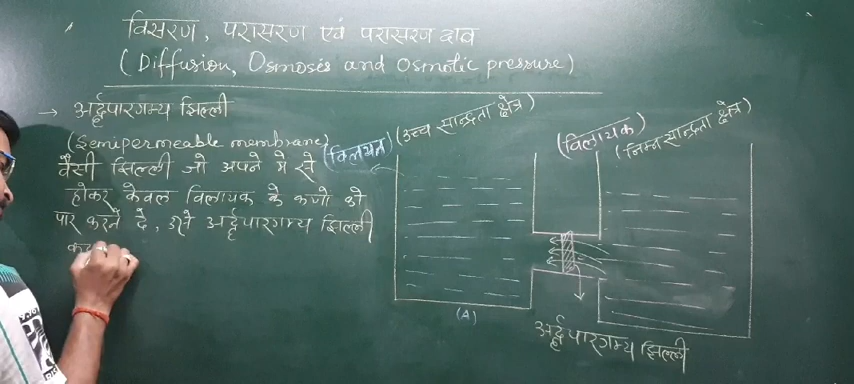 विसरण, परासरण एवं परासरण दाब
(Diffusion, Osmosis and Osmotic pressure)
→ अर्द्धपारगम्य झिल्ली
(Semipermeable membrane)
वैसी झिल्ली जो अपने मे से
होकर केवल विलायक के कणो को
पार करने दे, उसे अर्द्धपारगम्य झिल्ली
(विलयन) (उच्च सान्द्रता क्षेत्र)
(विलायक)
(निम्न सान्द्रता क्षेत्र)
(A)
अर्द्धपारगम्य झिल्ली